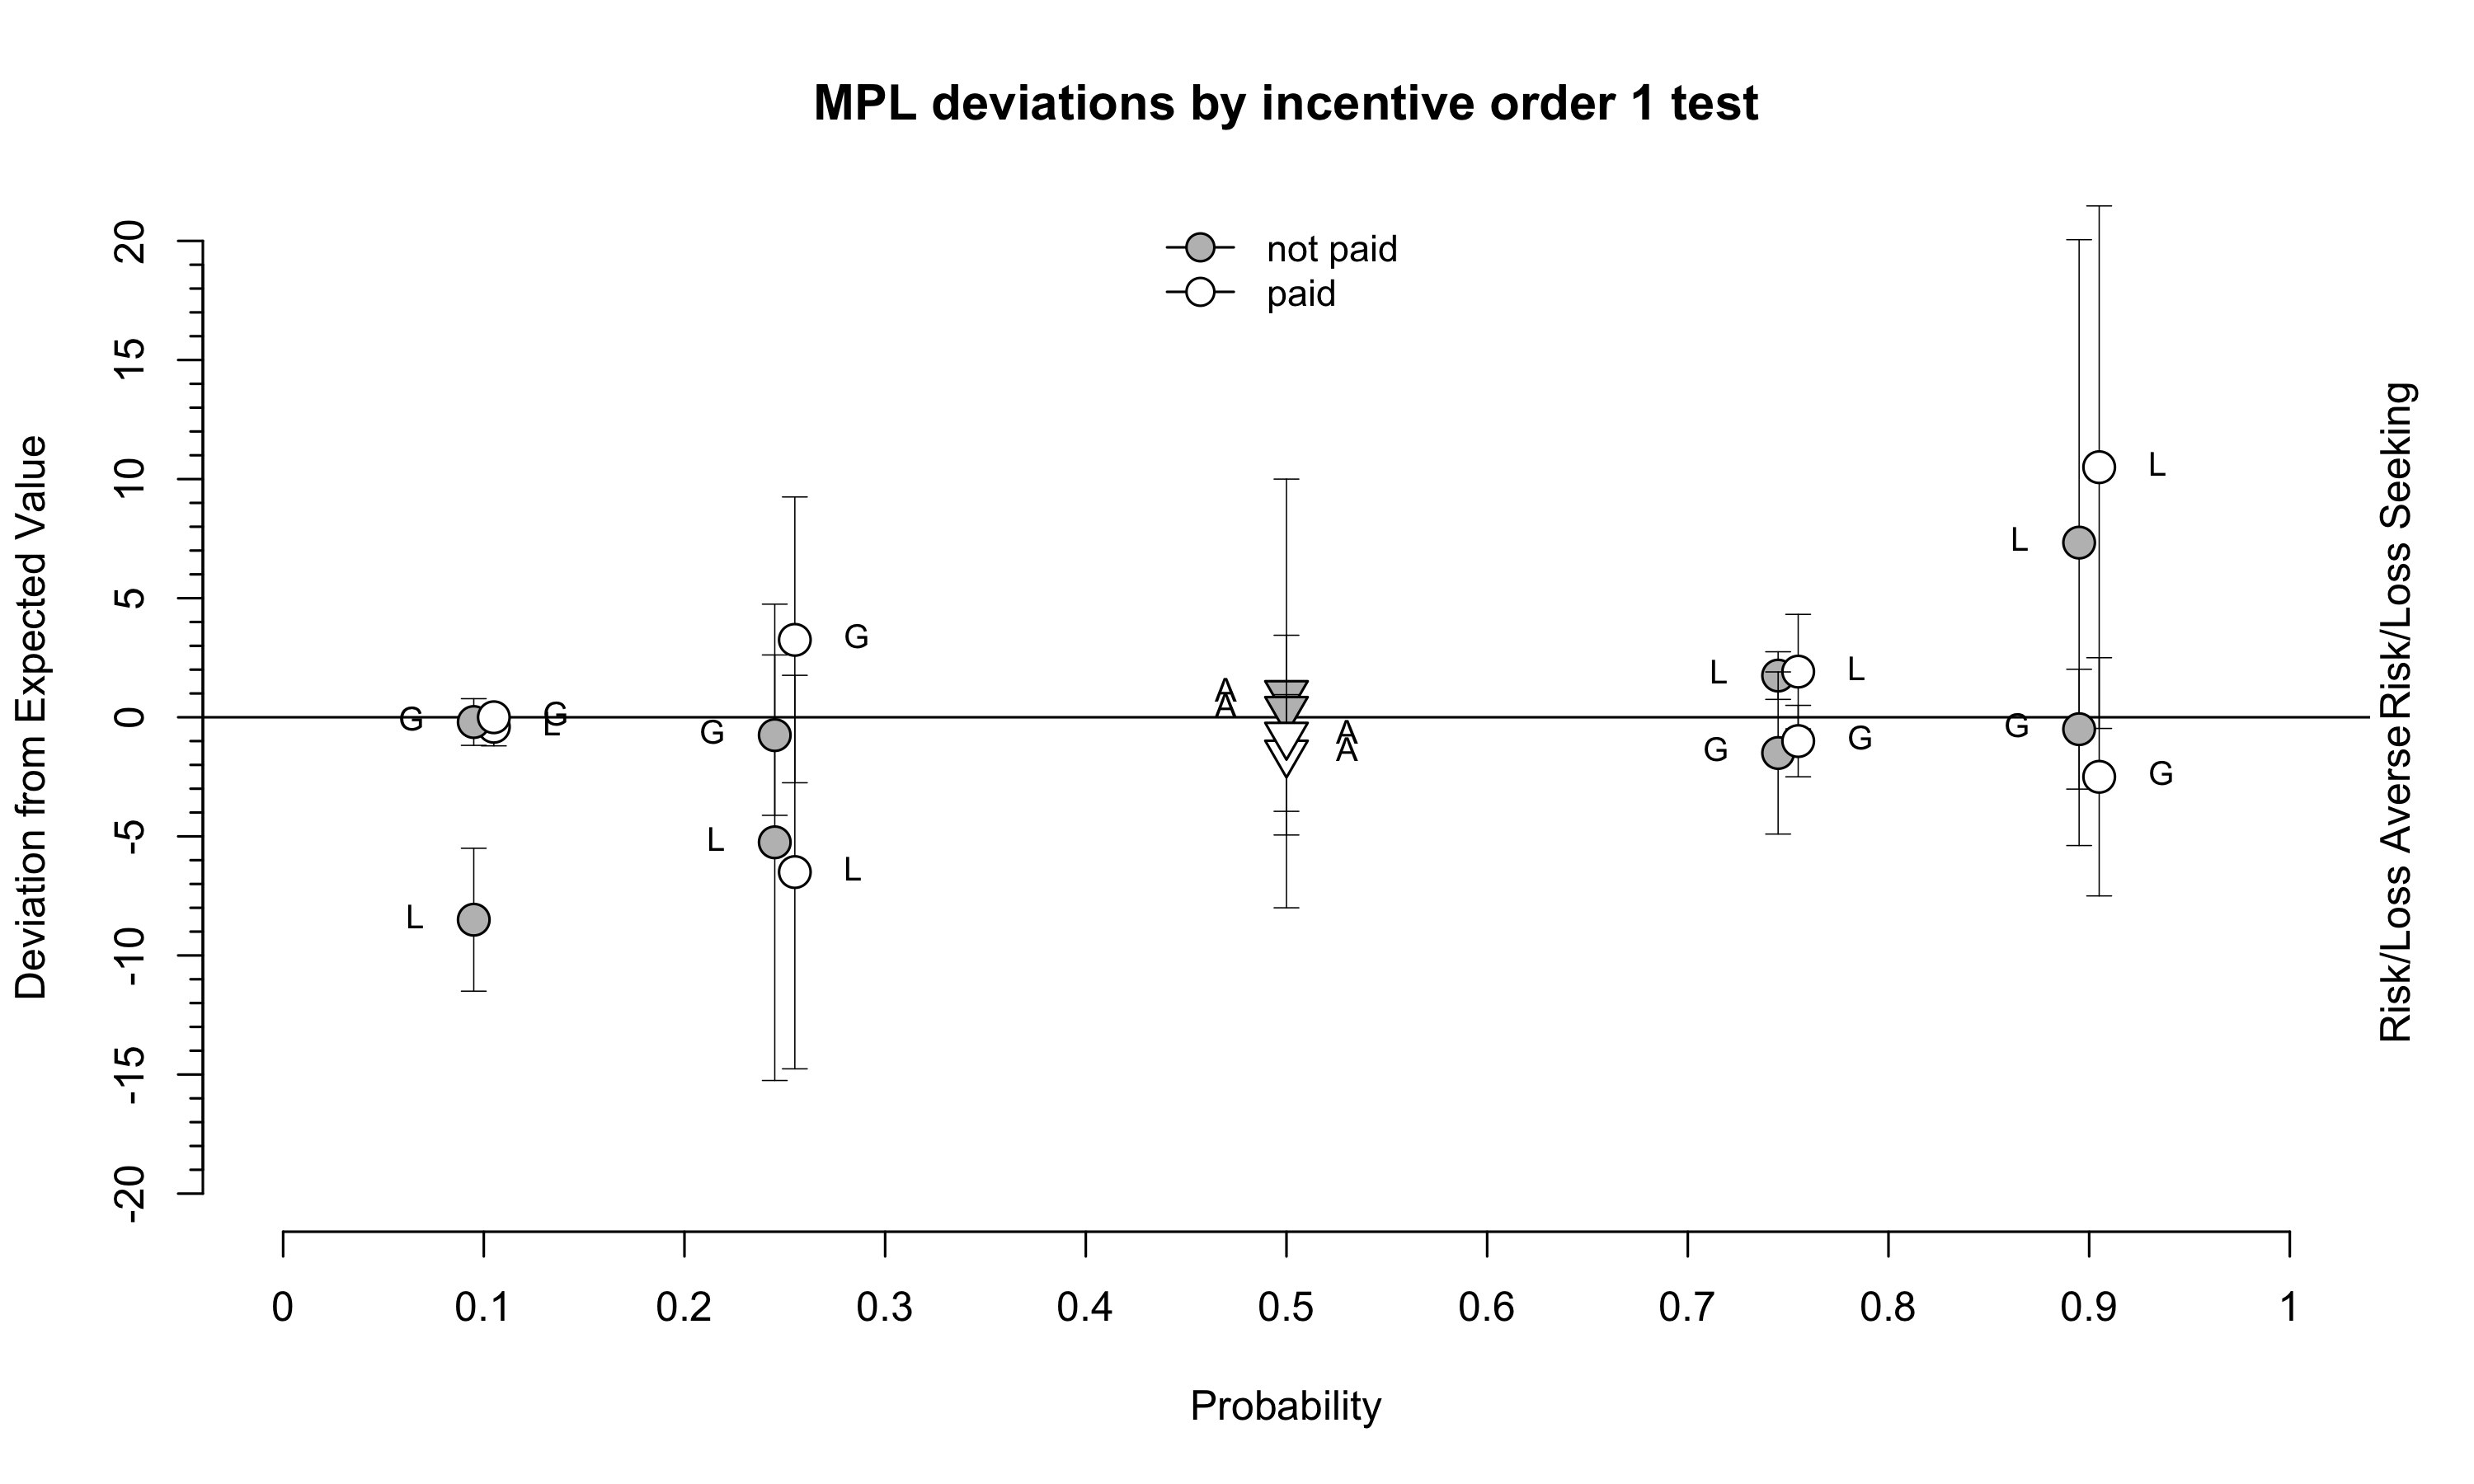 MPL deviations by incentive order 1 test
not paid
paid
Deviation from Expected Value
20
15
10
5
0
-5
-10
-15
-20
Risk/Loss Seeking
Risk/Loss Averse
G
L
G
L
G
L
G
L
A
A
A
A
L
G
L
G
L
G
L
G
0
0.1
0.2
0.3
0.4
0.5
0.6
0.7
0.8
0.9
1
Probability